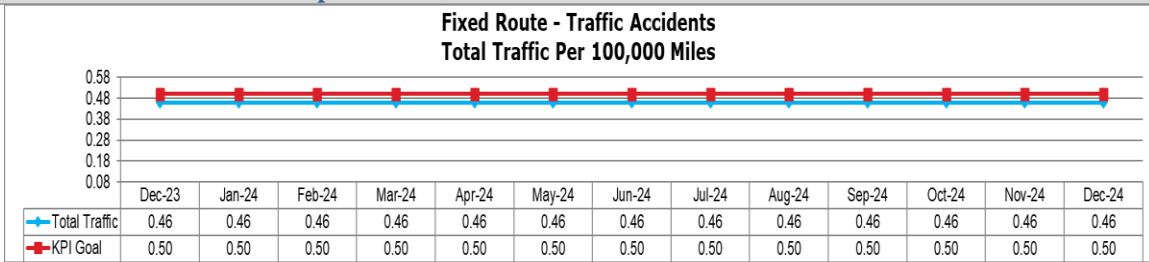 Fixed Route - Traffic Accidents
Total Traffic Per 100,000 Miles
0.58
0.48
0.38
0.28
0.18
0.08
Dec-23 Jan-24 Feb-24 Mar-24 Apr-24 May-24 Jun-24 Jul-24 Aug-24 Sep-24 Oct-24 Nov-24 Dec-24
Total Traffic 0.46 0.46 0.46 0.46 0.46 0.46 0.46 0.46 0.46 0.46 0.46 0.46 0.46
KPI Goal 0.50 0.50 0.50 0.50 0.50 0.50 0.50 0.50 0.50 0.50 0.50 0.50 0.50